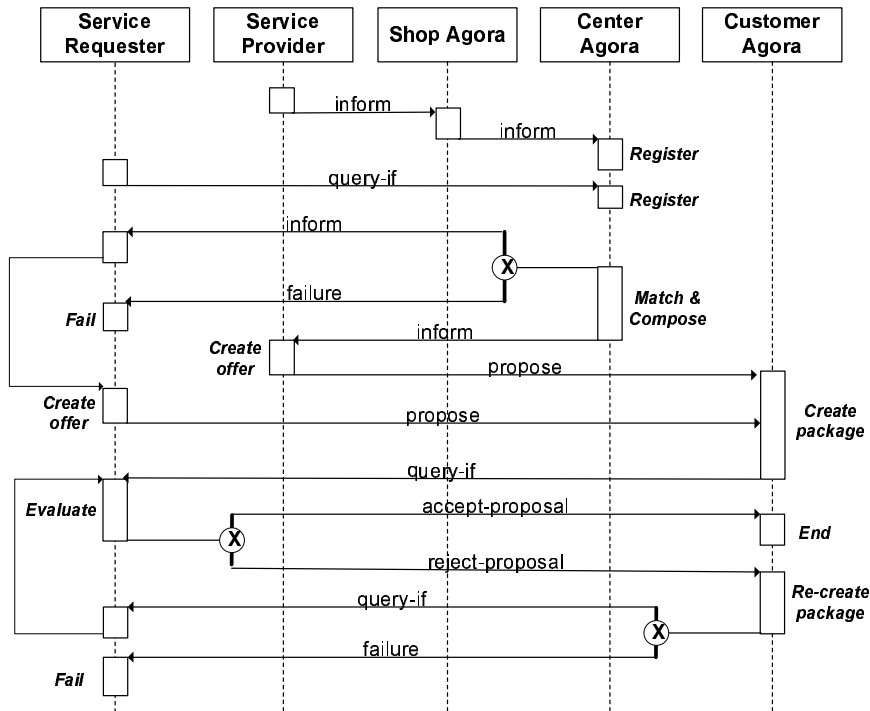 Service
Requester
Service
Provider
Shop Agora
Center
Agora
Customer
Agora
inform
inform
Register
query-if
Register
inform
X
failure
Match &
Compose
Fail
inform
Create
offer
propose
Create
offer
propose
Create
package
query-if
Evaluate
accept-proposal
X
End
reject-proposal
Re-create
package
query-if
X
failure
Fail